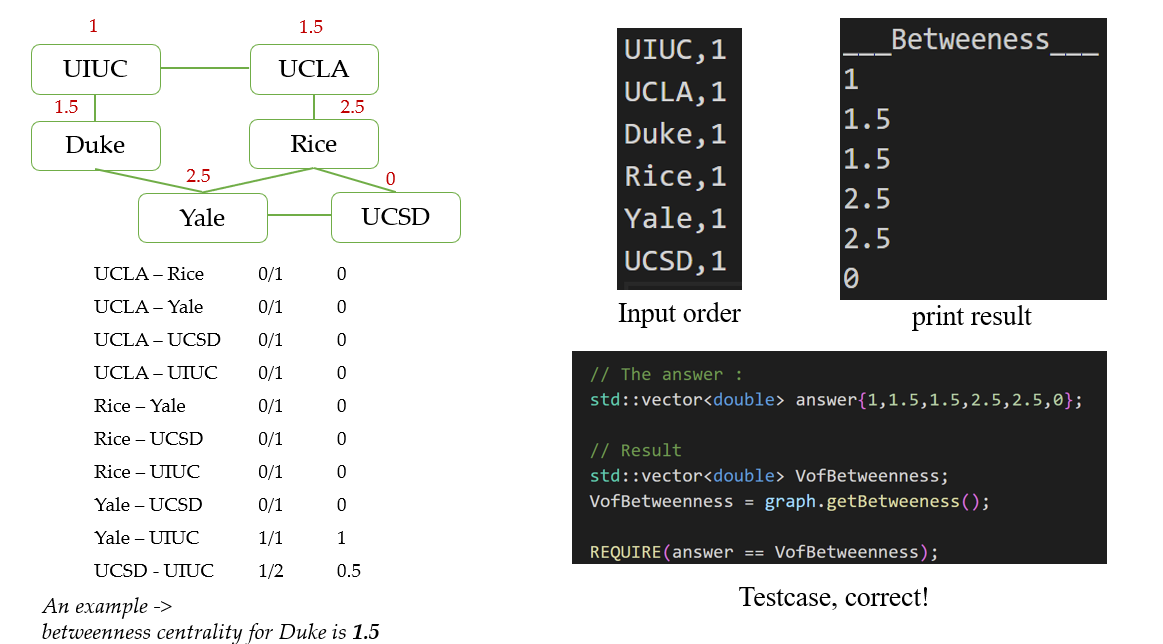 1
1.5
UIUC
UCLA
1.5
2.5
Duke
Rice
2.5
0
Yale
UCSD
UCLA – Rice 0/1 0
UCLA – Yale 0/1 0
UCLA – UCSD 0/1 0
UCLA – UIUC 0/1 0
Rice – Yale 0/1 0
Rice – UCSD 0/1 0
Rice – UIUC 0/1 0
Yale – UCSD 0/1 0
Yale – UIUC 1/1 1
UCSD - UIUC 1/2 0.5
An example ->
betweenness centrality for Duke is 1.5
UIUC,1
UCLA,1
Duke,1
Rice,1
Yale,1
UCSD,1
Input order
___Betweeness___
1
1.5
1.5
2.5
2.5
0
print result
// The answer :
std::vector<double> answer{1,1.5,1.5,2.5,2.5,0};
// Result
std::vector<double> VofBetweenness;
VofBetweenness = graph.getBetweeness();
REQUIRE(answer == VofBetweenness);
Testcase, correct!